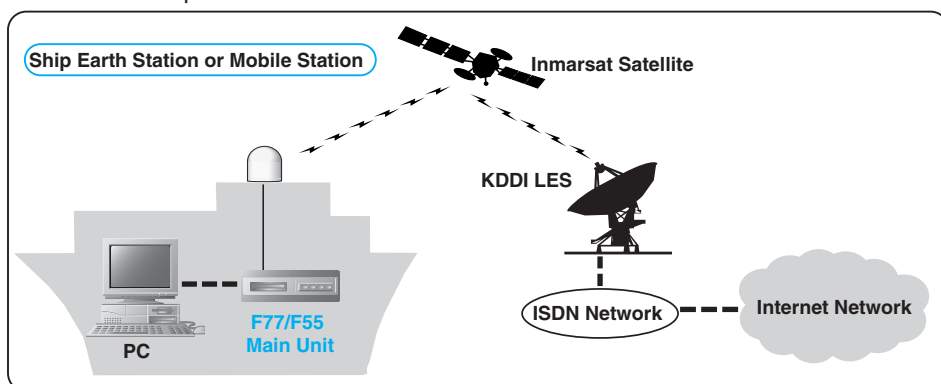 Ship Earth Station or Mobile Station
Inmarsat Satellite
KDDI LES
ISDN Network
Internet Network
F77/F55
Main Unit
PC